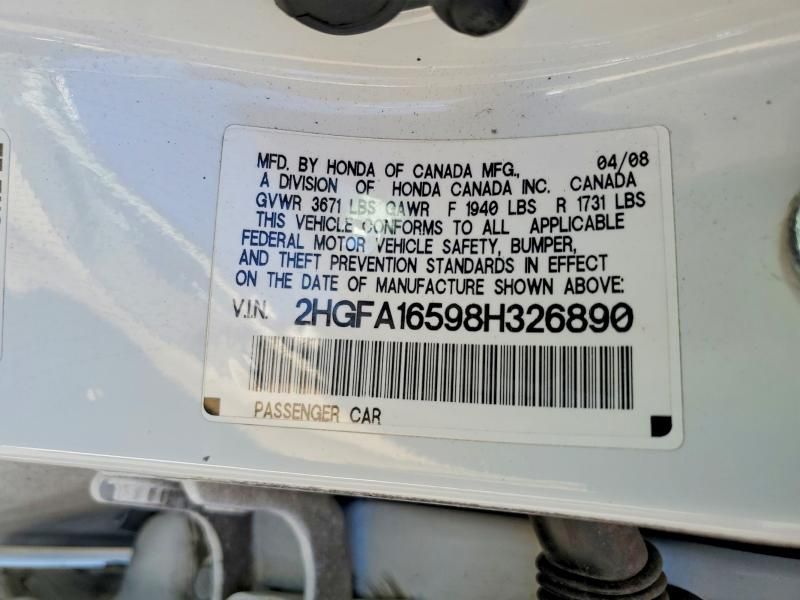 MFD. BY HONDA OF CANADA MFG., 04/08
A DIVISION OF HONDA CANADA INC. CANADA
GVWR 3671 LBS GAWR F 1940 LBS R 1731 LBS
THIS VEHICLE CONFORMS TO ALL APPLICABLE
FEDERAL MOTOR VEHICLE SAFETY, BUMPER,
AND THEFT PREVENTION STANDARDS IN EFFECT
ON THE DATE OF MANUFACTURE SHOWN ABOVE:
V.I.N. 2HGFA16598H326890
PASSENGER CAR